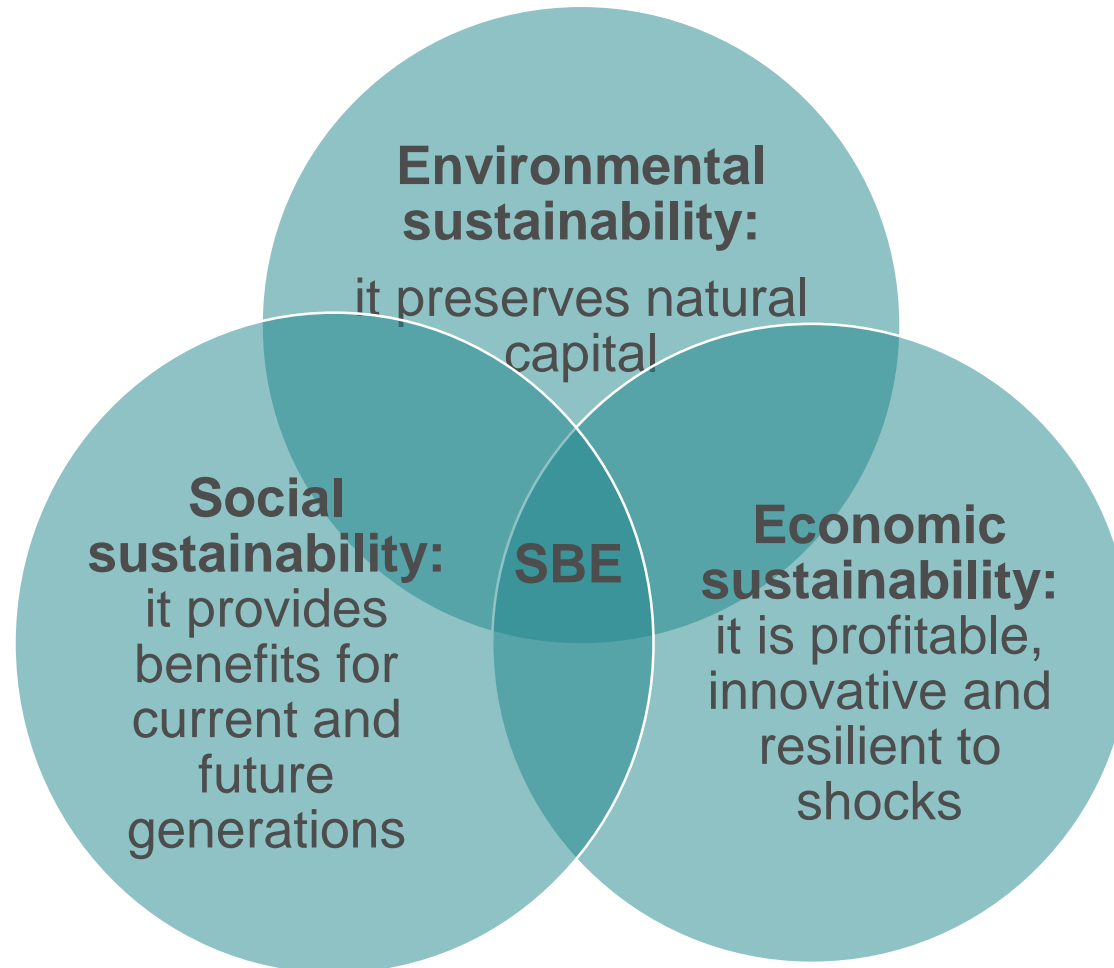 Environmental
sustainability:
it preserves natural
capital
Social
sustainability:
it provides
benefits for
current and
future
generations
SBE
Economic
sustainability:
it is profitable,
innovative and
resilient to
shocks